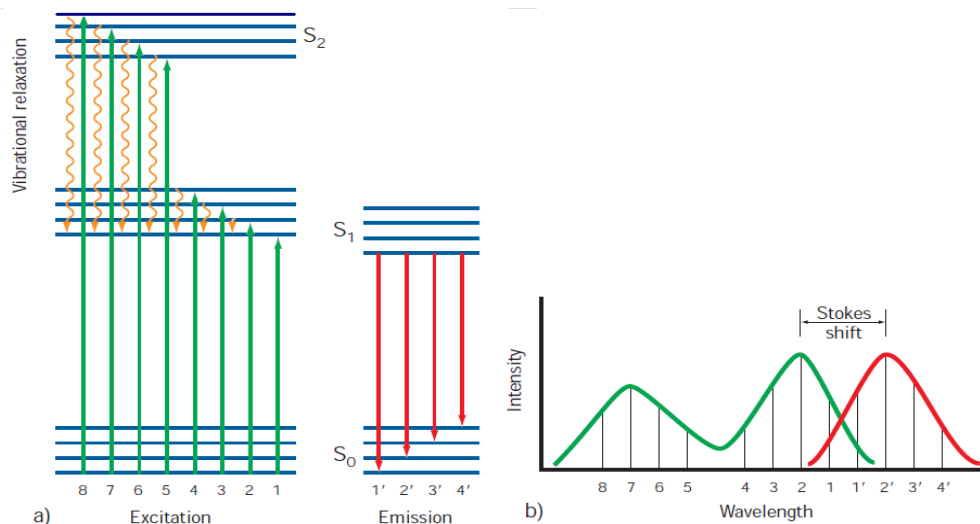 Vibrational relaxation
S2
S1
S0
8 7 6 5 4 3 2 1
1' 2' 3' 4'
a) Excitation Emission
Intensity
Stokes
shift
8 7 6 5 4 3 2 1 1' 2' 3' 4'
b) Wavelength